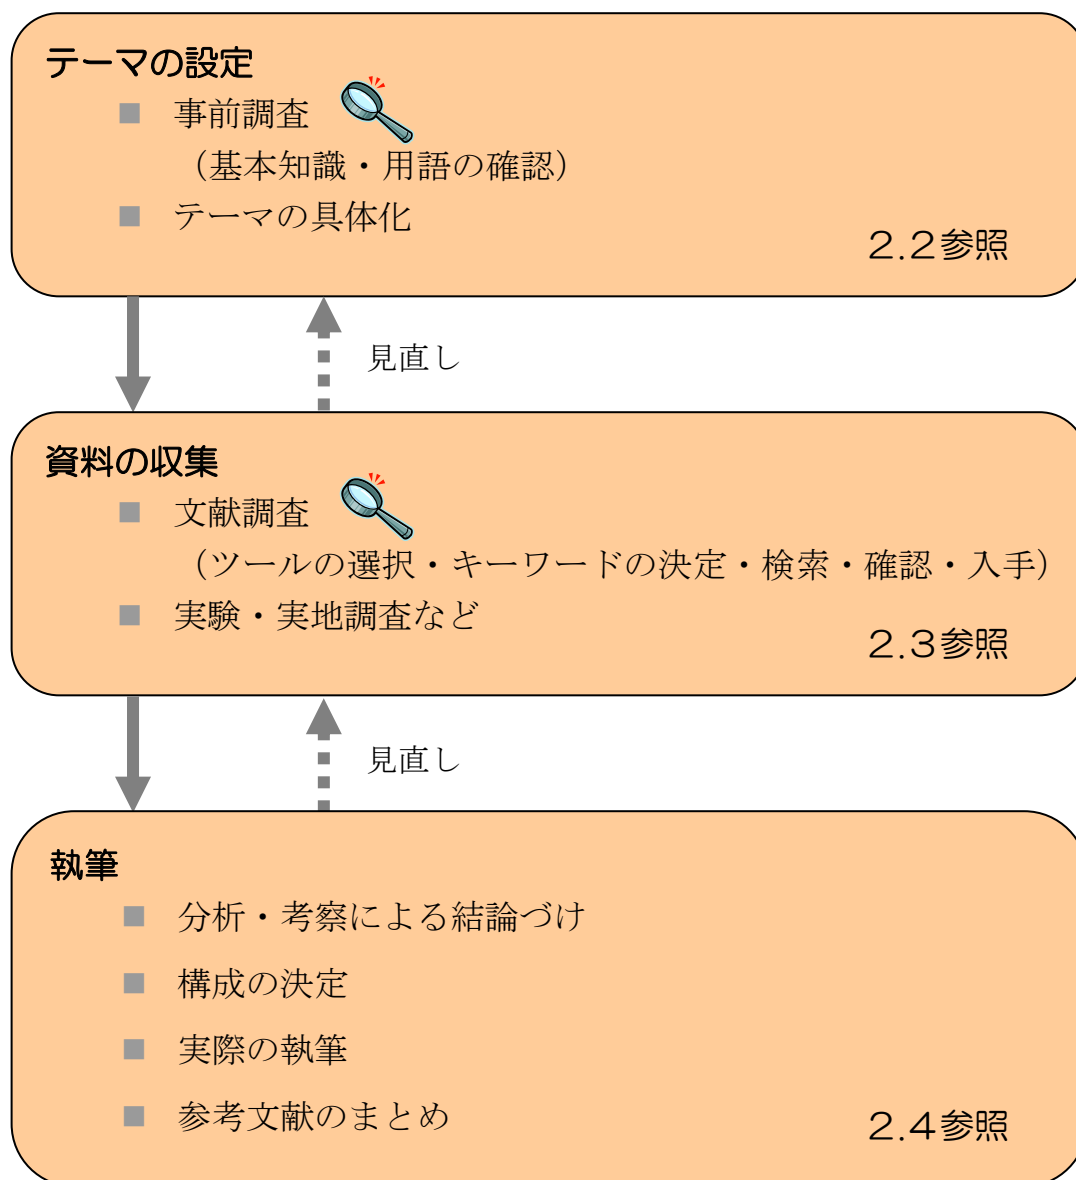 テーマの設定
■ 事前調査
（基本知識・用語の確認）
■ テーマの具体化
2.2参照
見直し
資料の収集
■ 文献調査
（ツールの選択・キーワードの決定・検索・確認・入手）
■ 実験・実地調査など
2.3参照
見直し
執筆
■ 分析・考察による結論づけ
■ 構成の決定
■ 実際の執筆
■ 参考文献のまとめ
2.4参照